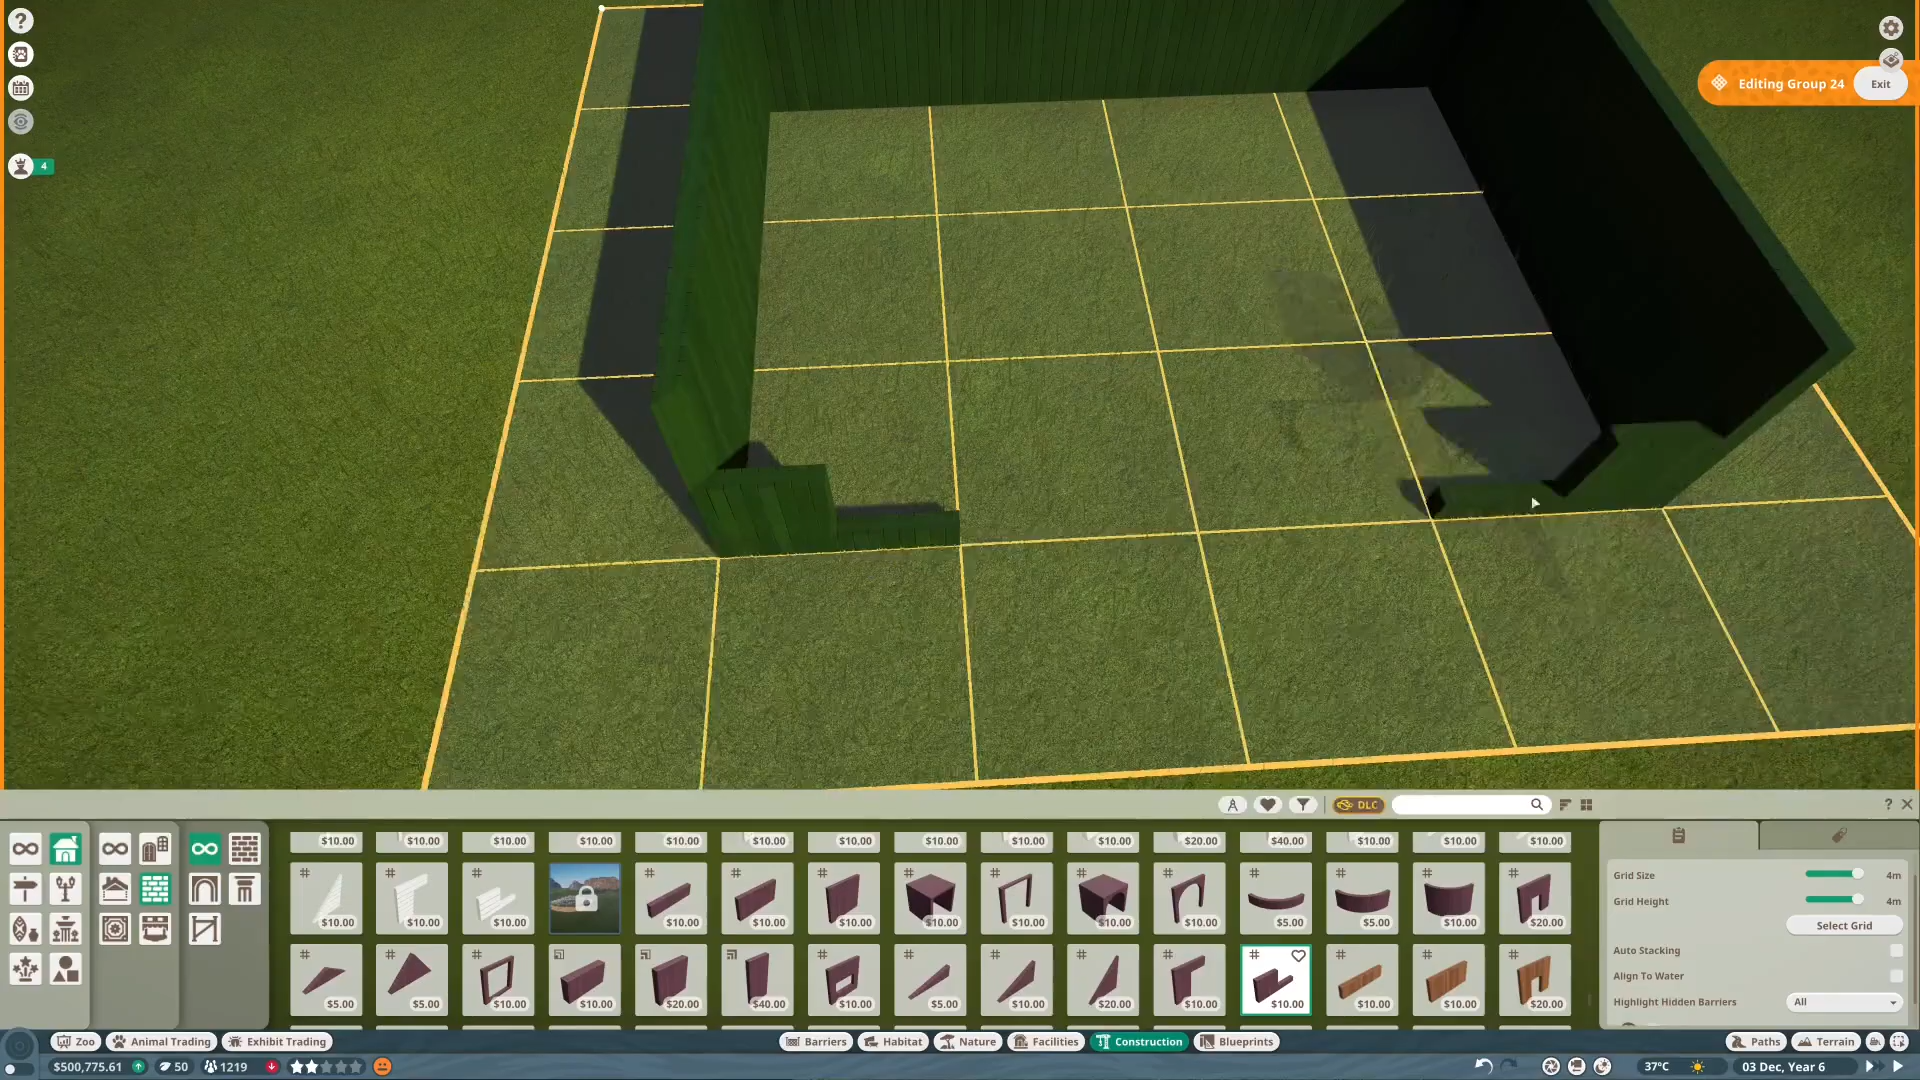 4
Editing Group 24
Exit
DLC
$10.00 $10.00 $10.00 $10.00 $10.00 $10.00 $10.00 $10.00 $10.00 $10.00 $20.00 $40.00 $10.00 $10.00 $10.00
$10.00 $10.00 $10.00 $10.00 $10.00 $10.00 $10.00 $10.00 $10.00 $10.00 $5.00 $5.00 $10.00 $20.00
$5.00 $5.00 $10.00 $10.00 $20.00 $40.00 $10.00 $5.00 $10.00 $20.00 $10.00 $10.00 $10.00 $10.00 $20.00
Grid Size 4m
Grid Height 4m
Select Grid
Auto Stacking
Align To Water
Highlight Hidden Barriers All
Zoo Animal Trading Exhibit Trading Barriers Habitat Nature Facilities Construction Blueprints Paths Terrain
$500,775.61 50 1219 37°C 03 Dec, Year 6